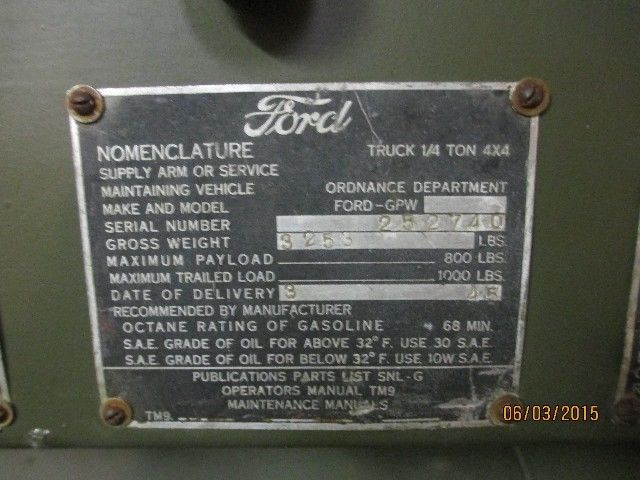 Ford
NOMENCLATURE TRUCK 1/4 TON 4X4
SUPPLY ARM OR SERVICE
MAINTAINING VEHICLE ORDNANCE DEPARTMENT
MAKE AND MODEL FORD-GPW
SERIAL NUMBER 252740
GROSS WEIGHT 3253 LBS.
MAXIMUM PAYLOAD 800 LBS.
MAXIMUM TRAILED LOAD 1000 LBS.
DATE OF DELIVERY 3
RECOMMENDED BY MANUFACTURER
OCTANE RATING OF GASOLINE 68 MIN.
S.A.E. GRADE OF OIL FOR ABOVE 32° F. USE 30 S.A.E.
S.A.E. GRADE OF OIL FOR BELOW 32° F. USE 10W S.A.E.
PUBLICATIONS PARTS LIST SNL-G
OPERATORS MANUAL TM9
MAINTENANCE MANUALS
TM9
06/03/2015